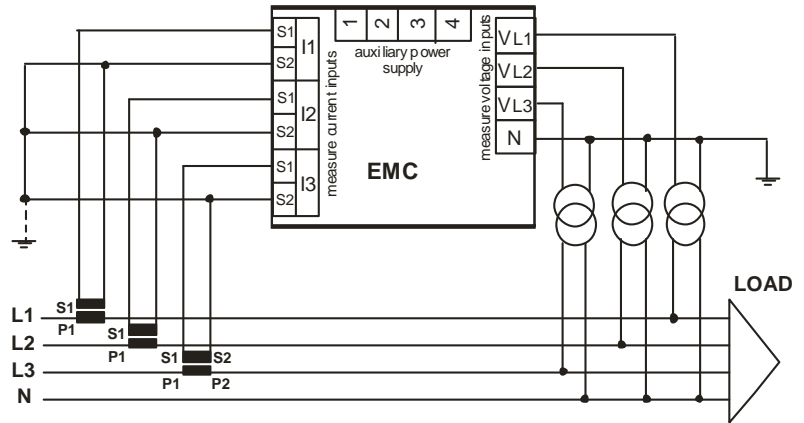 S1
S2
I1
S1
S2
I2
S1
S2
I3
measure current inputs
1 2 3 4
auxiliary power
supply
EMC
measure voltage inputs
VL1
VL2
VL3
N
LOAD
L1
S1
P1
L2
S1
P1
L3
S1 S2
P1 P2
N